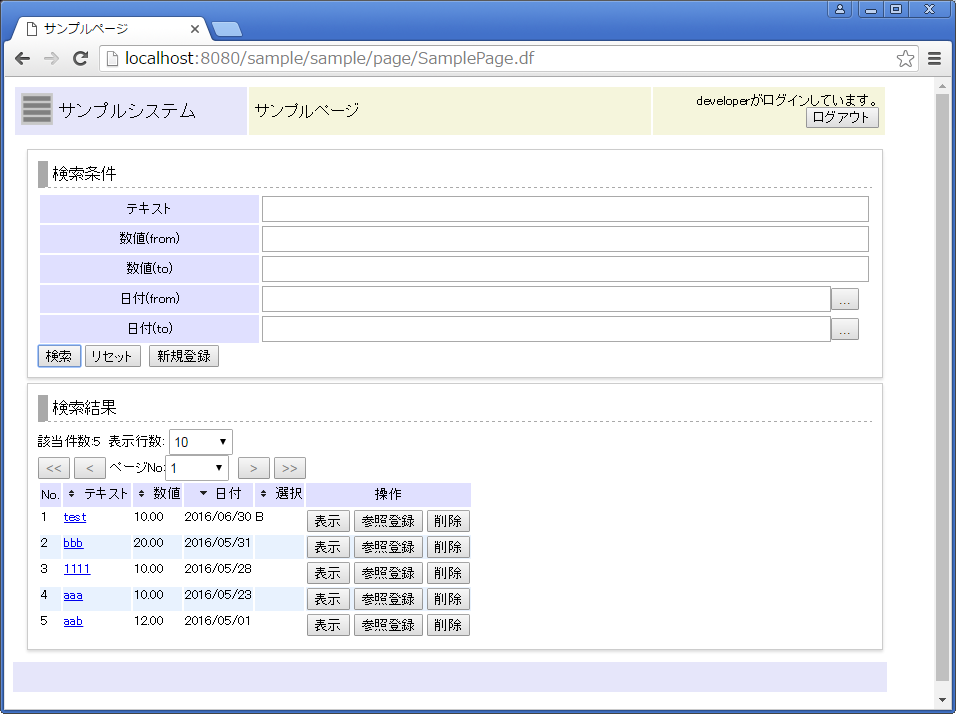 サンプルページ
localhost:8080/sample/sample/page/SamplePage.df
サンプルシステム サンプルページ developerがログインしています。
ログアウト
検索条件
テキスト
数値(from)
数値(to)
日付(from) ...
日付(to) ...
検索 リセット 新規登録
検索結果
該当件数:5 表示行数: 10
<< < ページNo: 1 > >>
No. テキスト 数値 日付 選択 操作
1 test 10.00 2016/06/30 B 表示 参照登録 削除
2 bbb 20.00 2016/05/31 表示 参照登録 削除
3 1111 10.00 2016/05/28 表示 参照登録 削除
4 aaa 10.00 2016/05/23 表示 参照登録 削除
5 aab 12.00 2016/05/01 表示 参照登録 削除